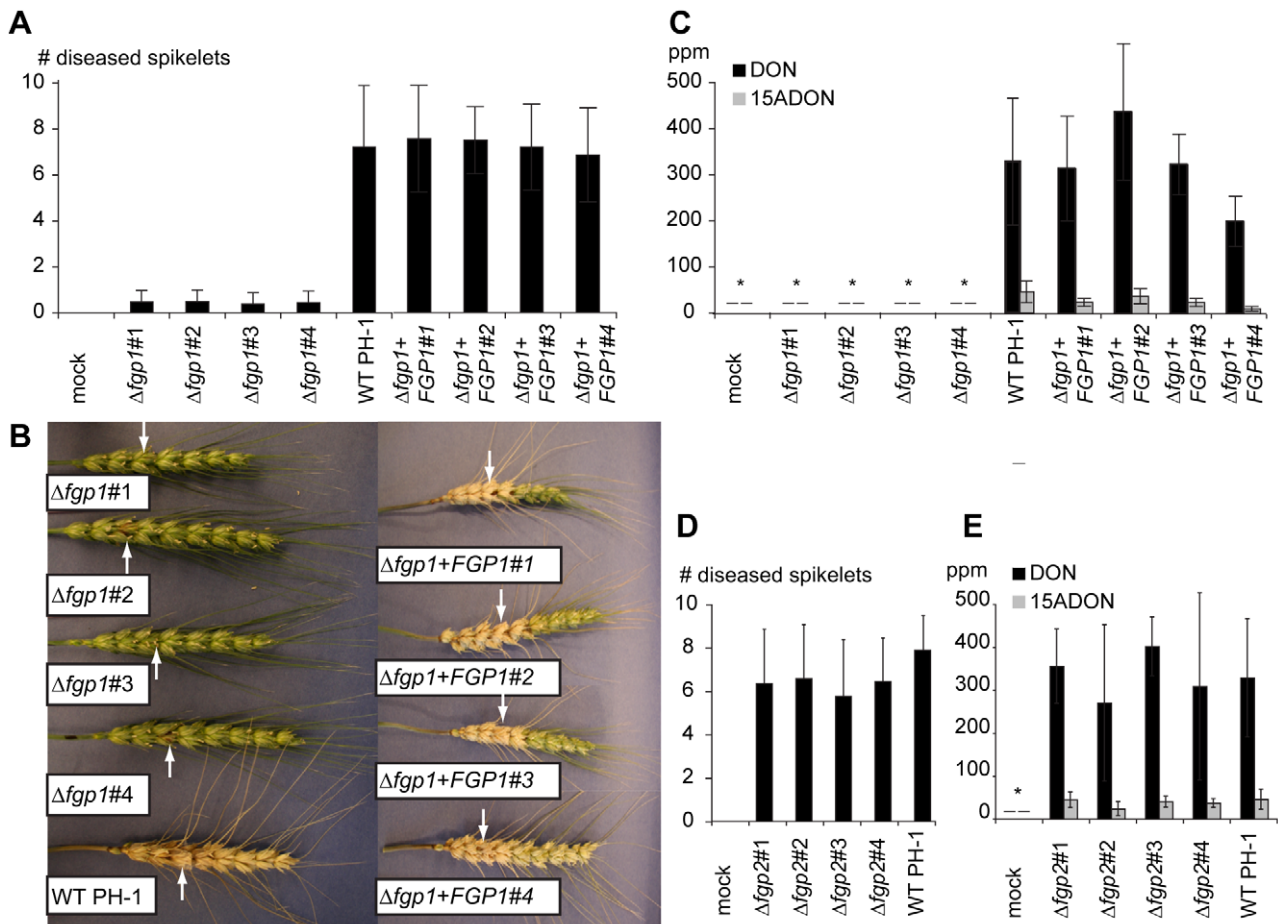 A
# diseased spikelets
10
8
6
4
2
0
mock
Δfgp1#1
Δfgp1#2
Δfgp1#3
Δfgp1#4
WT PH-1
Δfgp1+
FGP1#1
Δfgp1+
FGP1#2
Δfgp1+
FGP1#3
Δfgp1+
FGP1#4
C
ppm
DON
15ADON
500
400
300
200
100
0
* * * * *
mock
Δfgp1#1
Δfgp1#2
Δfgp1#3
Δfgp1#4
WT PH-1
Δfgp1+
FGP1#1
Δfgp1+
FGP1#2
Δfgp1+
FGP1#3
Δfgp1+
FGP1#4
B
Δfgp1#1
Δfgp1#2
Δfgp1#3
Δfgp1#4
WT PH-1
Δfgp1+FGP1#1
Δfgp1+FGP1#2
Δfgp1+FGP1#3
Δfgp1+FGP1#4
D
# diseased spikelets
10
8
6
4
2
0
mock
Δfgp2#1
Δfgp2#2
Δfgp2#3
Δfgp2#4
WT PH-1
E
ppm
DON
15ADON
500
400
300
200
100
0
*
mock
Δfgp2#1
Δfgp2#2
Δfgp2#3
Δfgp2#4
WT PH-1